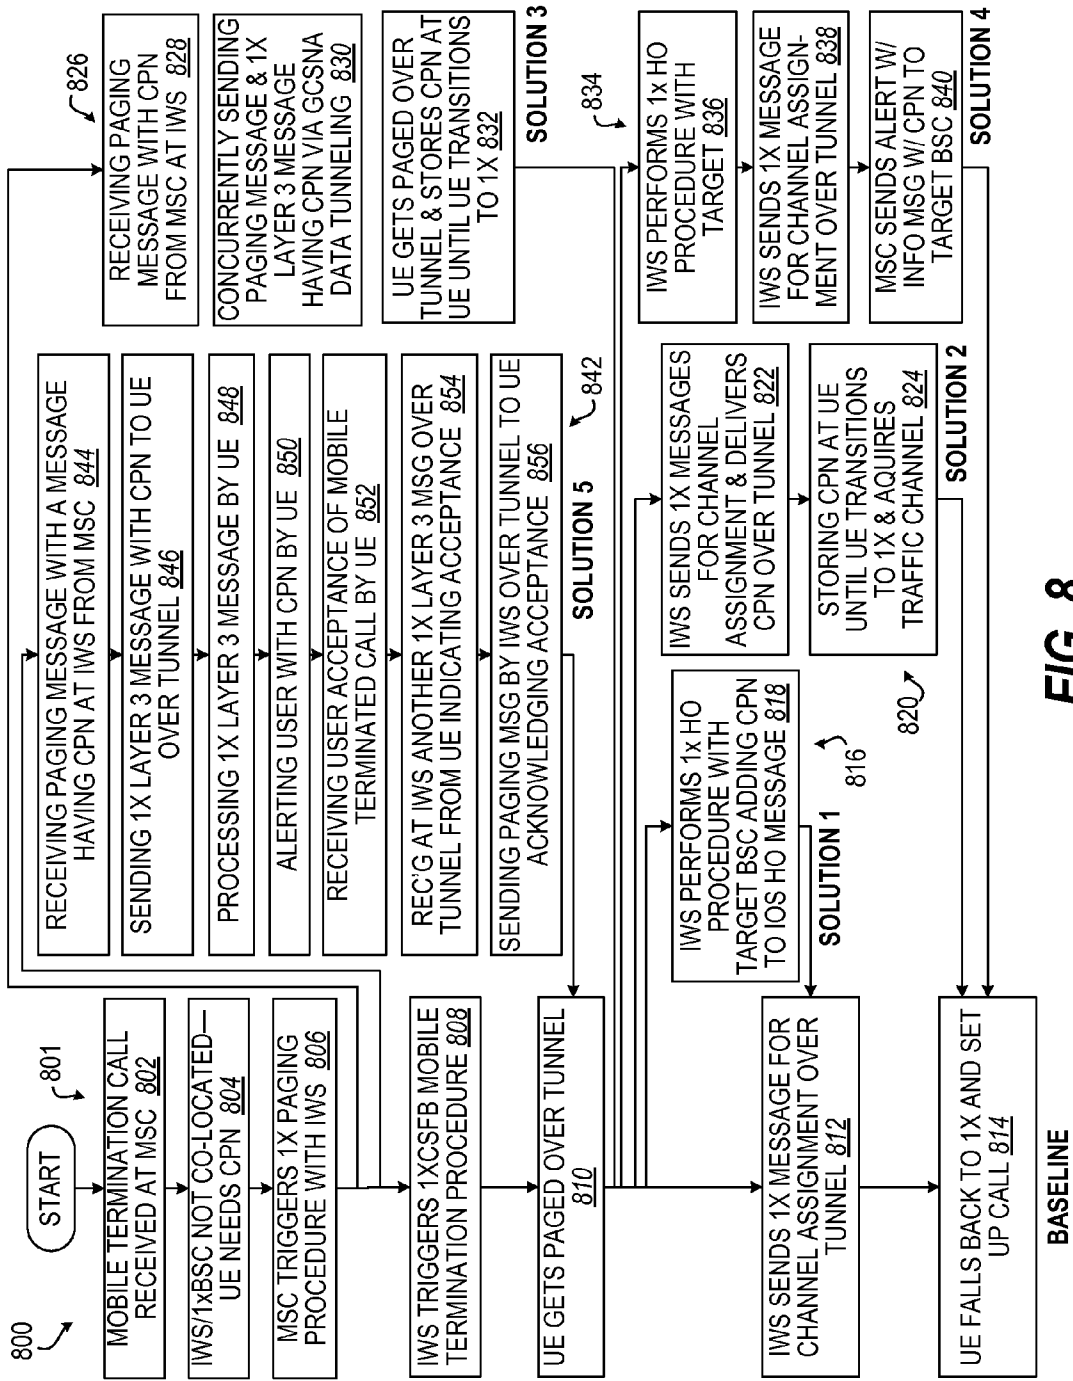 800
START
801
MOBILE TERMINATION CALL
RECEIVED AT MSC 802
IWS/1xBSC NOT CO-LOCATED—
UE NEEDS CPN 804
MSC TRIGGERS 1X PAGING
PROCEDURE WITH IWS 806
IWS TRIGGERS 1XCSFB MOBILE
TERMINATION PROCEDURE 808
UE GETS PAGED OVER TUNNEL
810
IWS SENDS 1X MESSAGE FOR
CHANNEL ASSIGNMENT OVER
TUNNEL 812
UE FALLS BACK TO 1X AND SET
UP CALL 814
BASELINE
RECEIVING PAGING MESSAGE WITH A MESSAGE
HAVING CPN AT IWS FROM MSC 844
SENDING 1X LAYER 3 MESSAGE WITH CPN TO UE
OVER TUNNEL 846
PROCESSING 1X LAYER 3 MESSAGE BY UE 848
ALERTING USER WITH CPN BY UE 850
RECEIVING USER ACCEPTANCE OF MOBILE
TERMINATED CALL BY UE 852
REC'G AT IWS ANOTHER 1X LAYER 3 MSG OVER
TUNNEL FROM UE INDICATING ACCEPTANCE 854
SENDING PAGING MSG BY IWS OVER TUNNEL TO UE
ACKNOWLEDGING ACCEPTANCE 856
SOLUTION 5
842
826
RECEIVING PAGING
MESSAGE WITH CPN
FROM MSC AT IWS 828
CONCURRENTLY SENDING
PAGING MESSAGE & 1X
LAYER 3 MESSAGE
HAVING CPN VIA GCSNA
DATA TUNNELING 830
UE GETS PAGED OVER
TUNNEL & STORES CPN AT
UE UNTIL UE TRANSITIONS
TO 1X 832
SOLUTION 3
IWS PERFORMS 1x HO
PROCEDURE WITH
TARGET BSC ADDING CPN
TO IOS HO MESSAGE 818
SOLUTION 1
816
IWS SENDS 1X MESSAGES
FOR CHANNEL
ASSIGNMENT & DELIVERS
CPN OVER TUNNEL 822
STORING CPN AT UE
UNTIL UE TRANSITIONS
TO 1X & AQUIRES
TRAFFIC CHANNEL 824
SOLUTION 2
820
834
IWS PERFORMS 1x HO
PROCEDURE WITH
TARGET 836
IWS SENDS 1X MESSAGE
FOR CHANNEL ASSIGN-
MENT OVER TUNNEL 838
MSC SENDS ALERT W/
INFO MSG W/ CPN TO
TARGET BSC 840
SOLUTION 4
FIG. 8